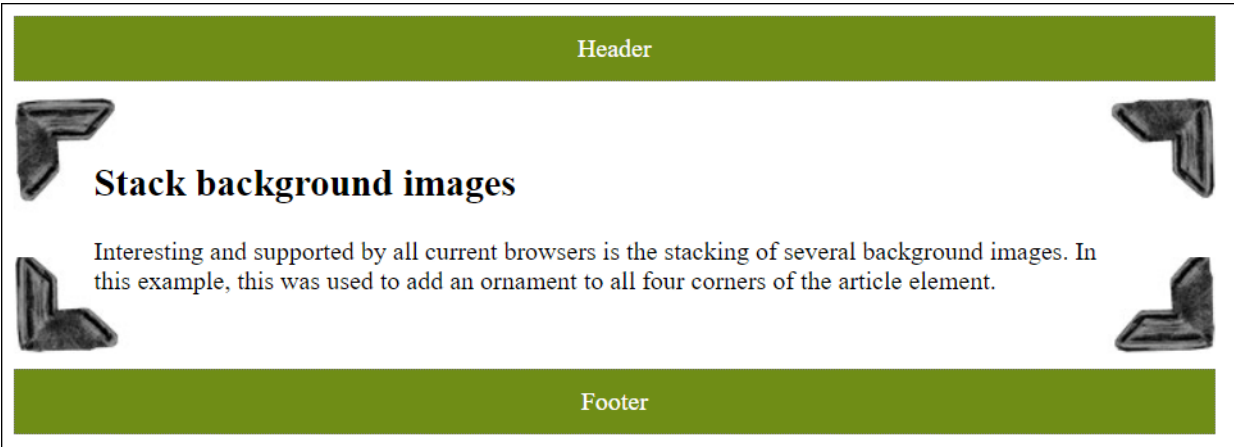 Header
Stack background images
Interesting and supported by all current browsers is the stacking of several background images. In
this example, this was used to add an ornament to all four corners of the article element.
Footer